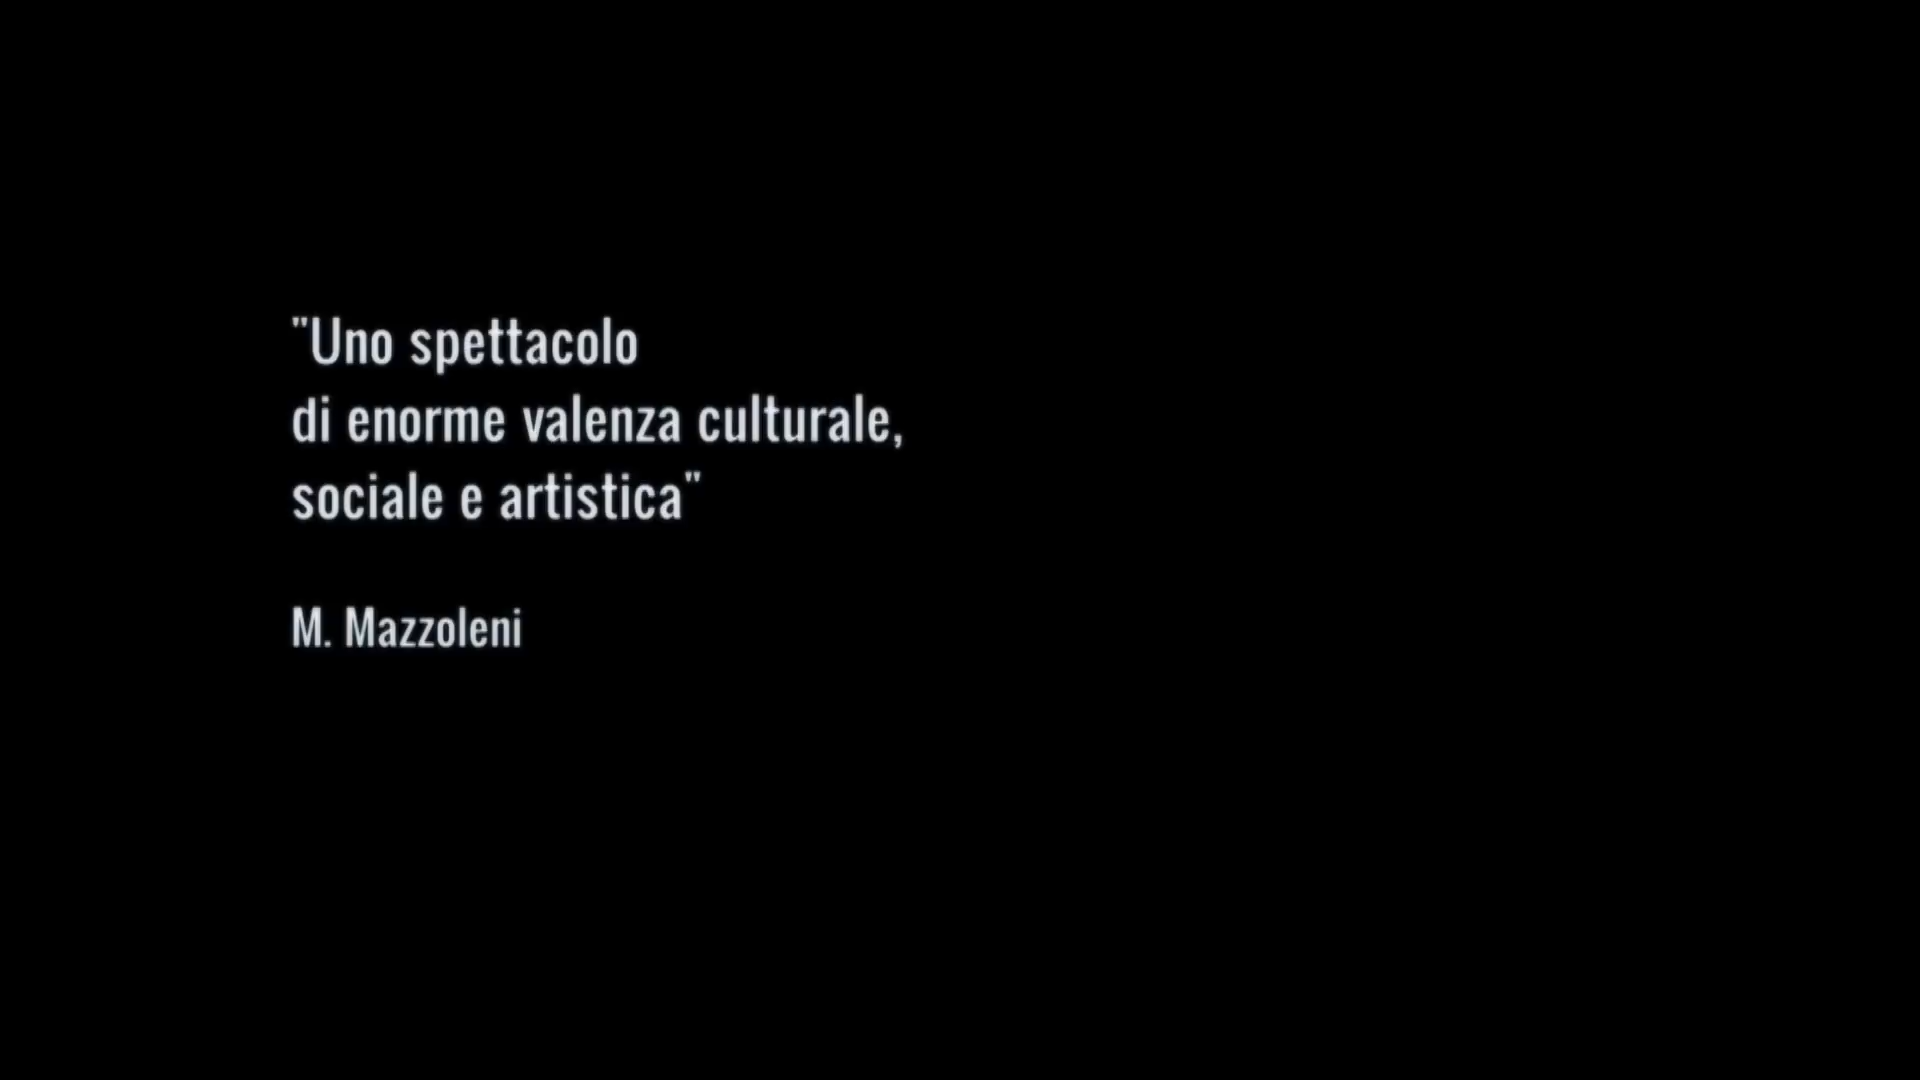 "Uno spettacolo
di enorme valenza culturale,
sociale e artistica"
M. Mazzoleni